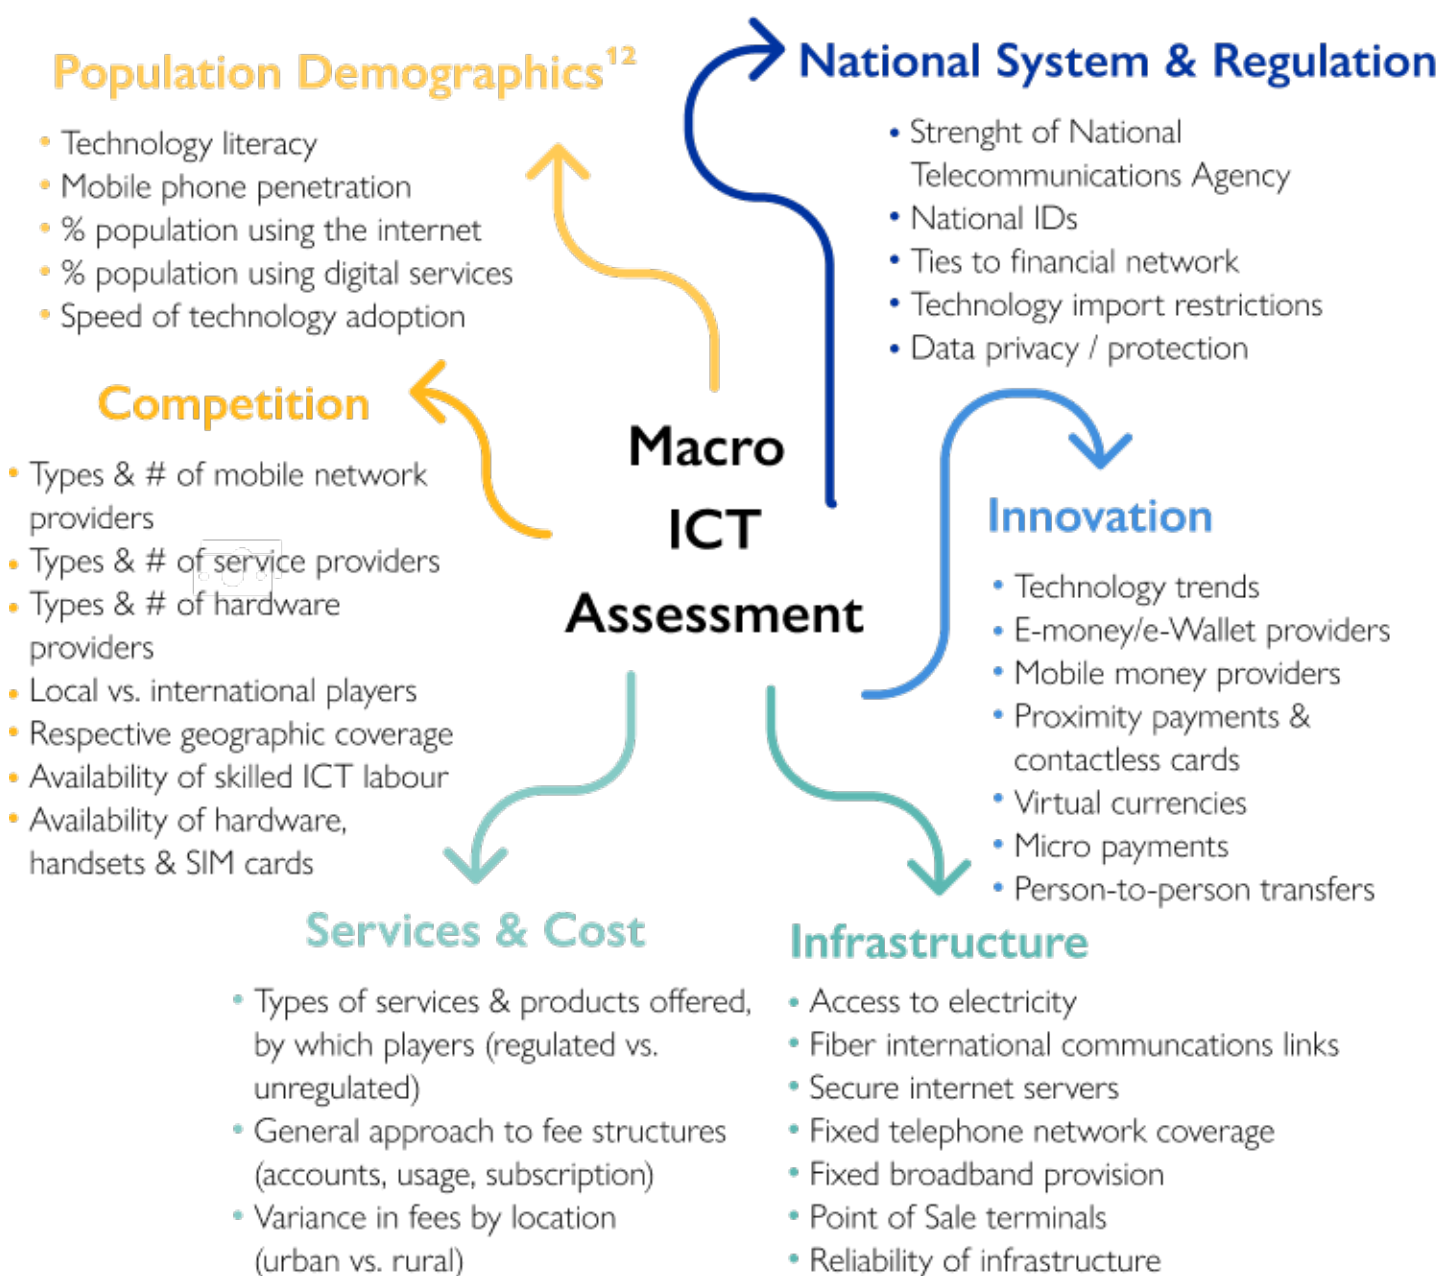 Population Demographics¹²
• Technology literacy
• Mobile phone penetration
• % population using the internet
• % population using digital services
• Speed of technology adoption
National System & Regulation
• Strenght of National
Telecommunications Agency
• National IDs
• Ties to financial network
• Technology import restrictions
• Data privacy / protection
Competition
• Types & # of mobile network
providers
• Types & # of service providers
• Types & # of hardware
providers
• Local vs. international players
• Respective geographic coverage
• Availability of skilled ICT labour
• Availability of hardware,
handsets & SIM cards
Macro
ICT
Assessment
Innovation
• Technology trends
• E-money/e-Wallet providers
• Mobile money providers
• Proximity payments &
contactless cards
• Virtual currencies
• Micro payments
• Person-to-person transfers
Services & Cost
• Types of services & products offered,
by which players (regulated vs.
unregulated)
• General approach to fee structures
(accounts, usage, subscription)
• Variance in fees by location
(urban vs. rural)
Infrastructure
• Access to electricity
• Fiber international communcations links
• Secure internet servers
• Fixed telephone network coverage
• Fixed broadband provision
• Point of Sale terminals
• Reliability of infrastructure